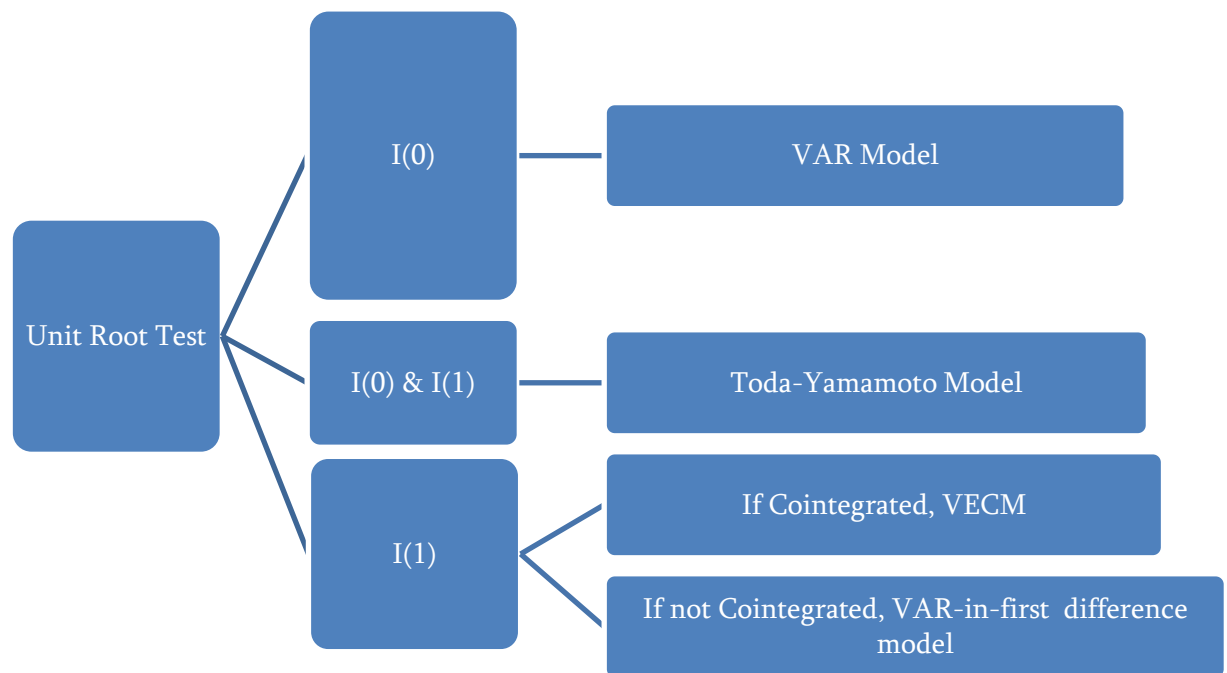 Unit Root Test
I(0)
VAR Model
I(0) & I(1)
Toda-Yamamoto Model
I(1)
If Cointegrated, VECM
If not Cointegrated, VAR-in-first difference
model